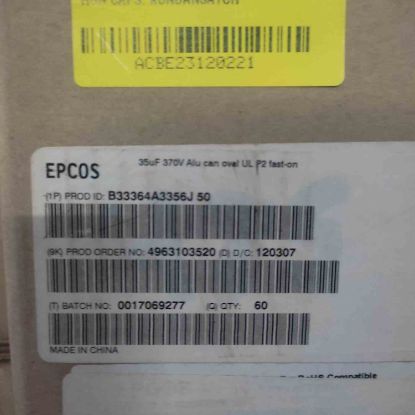 ACBE23120221
EPCOS
35uF 370V Alu can oval UL P2 fast-on
(1P) PROD ID: B33364A3356J 50
(9K) PROD ORDER NO: 4963103520 (D) D/C: 120307
(T) BATCH NO: 0017069277 (Q) QTY: 60
MADE IN CHINA
Compatible